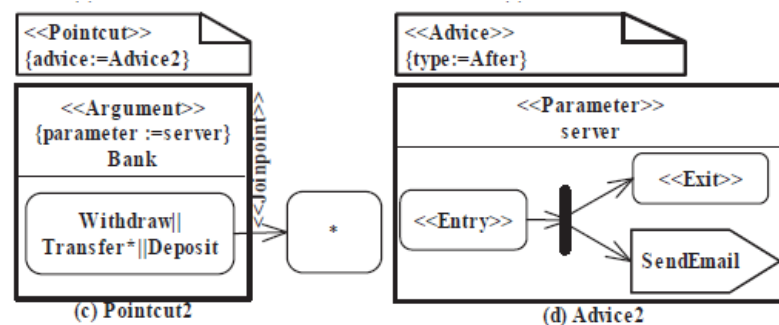 <<Pointcut>>
{advice:=Advice2}
<<Argument>>
{parameter :=server}
Bank
Withdraw||
Transfer*||Deposit
<<Joinpoint>>
*
(c) Pointcut2
<<Advice>>
{type:=After}
<<Parameter>>
server
<<Entry>>
<<Exit>>
SendEmail
(d) Advice2